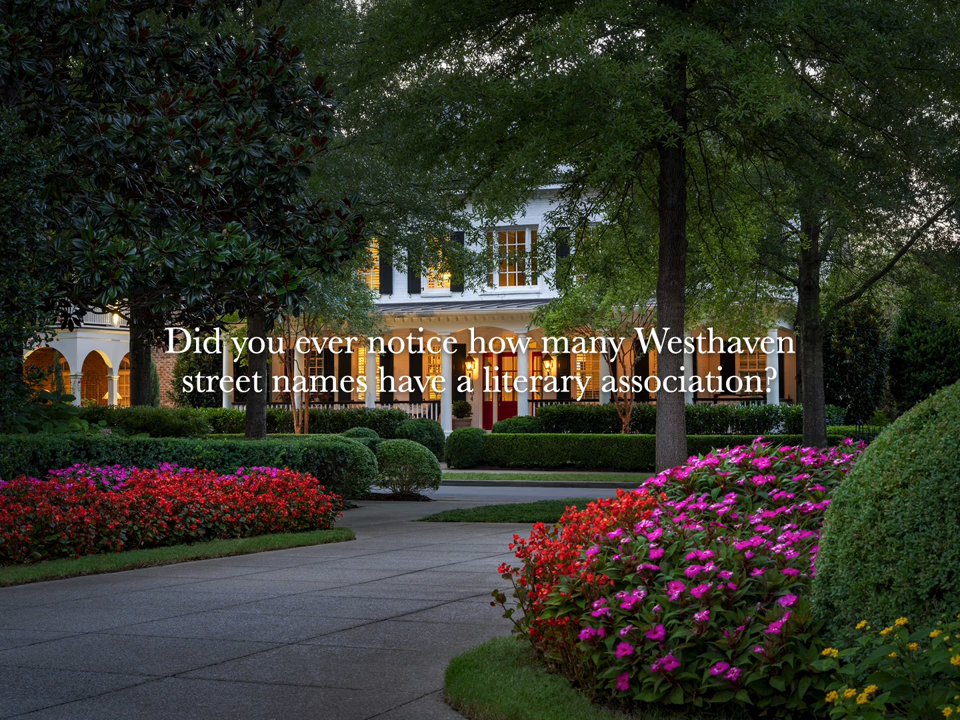 Did you ever notice how many Westhaven
street names have a literary association?